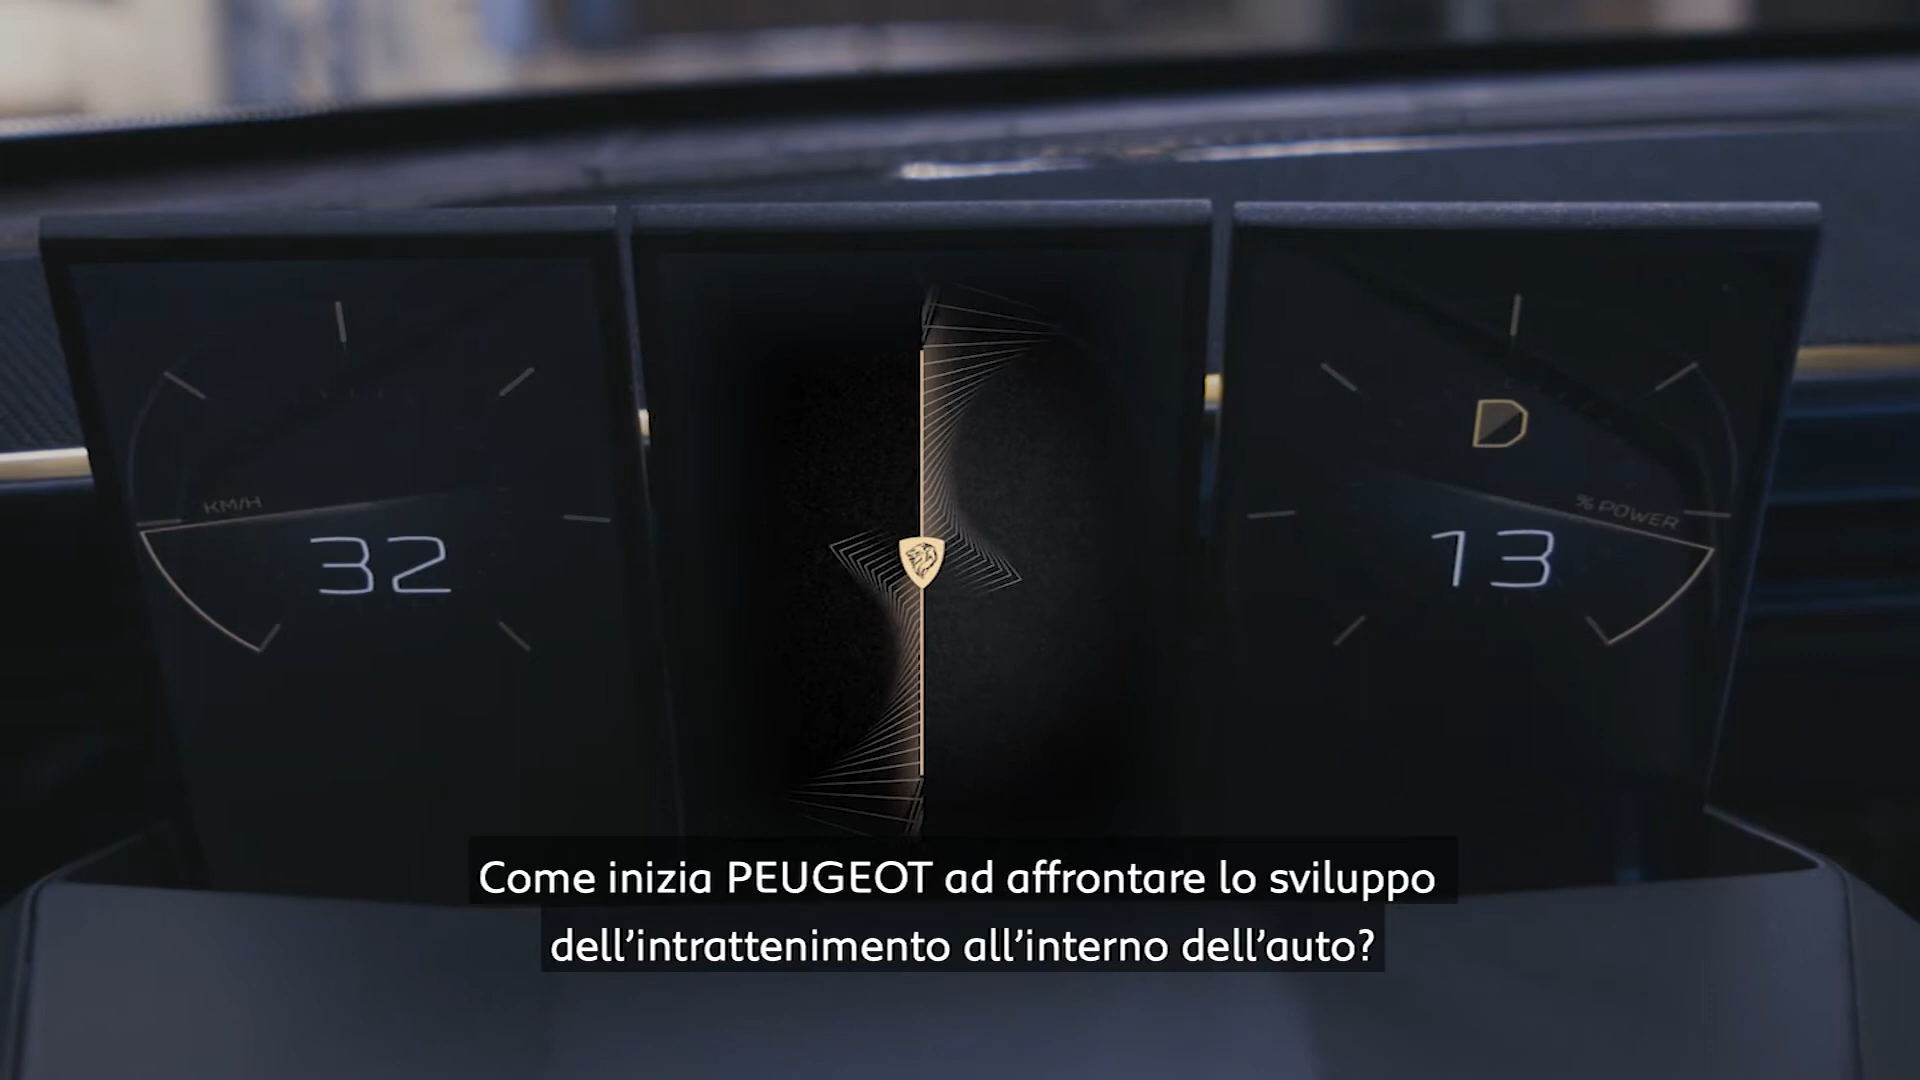 KM/H
32
D
% POWER
13
Come inizia PEUGEOT ad affrontare lo sviluppo
dell’intrattenimento all’interno dell’auto?